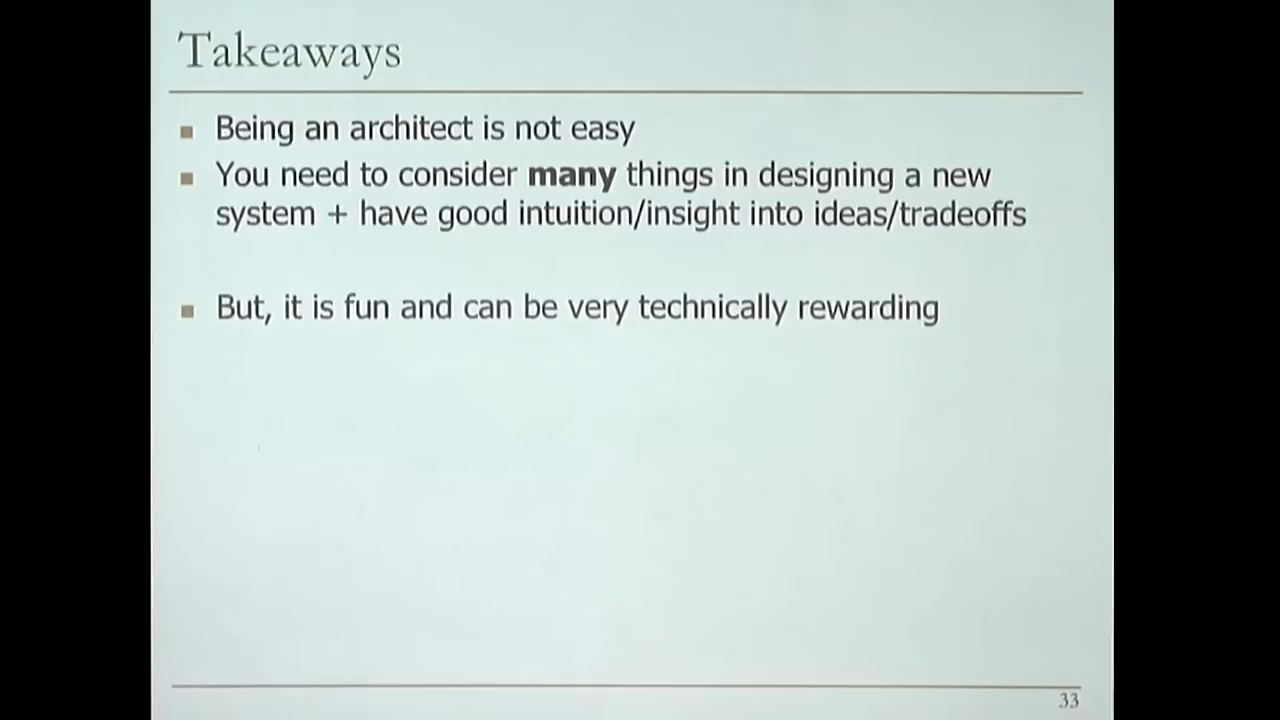 Takeaways
Being an architect is not easy
You need to consider many things in designing a new
system + have good intuition/insight into ideas/tradeoffs
But, it is fun and can be very technically rewarding
33